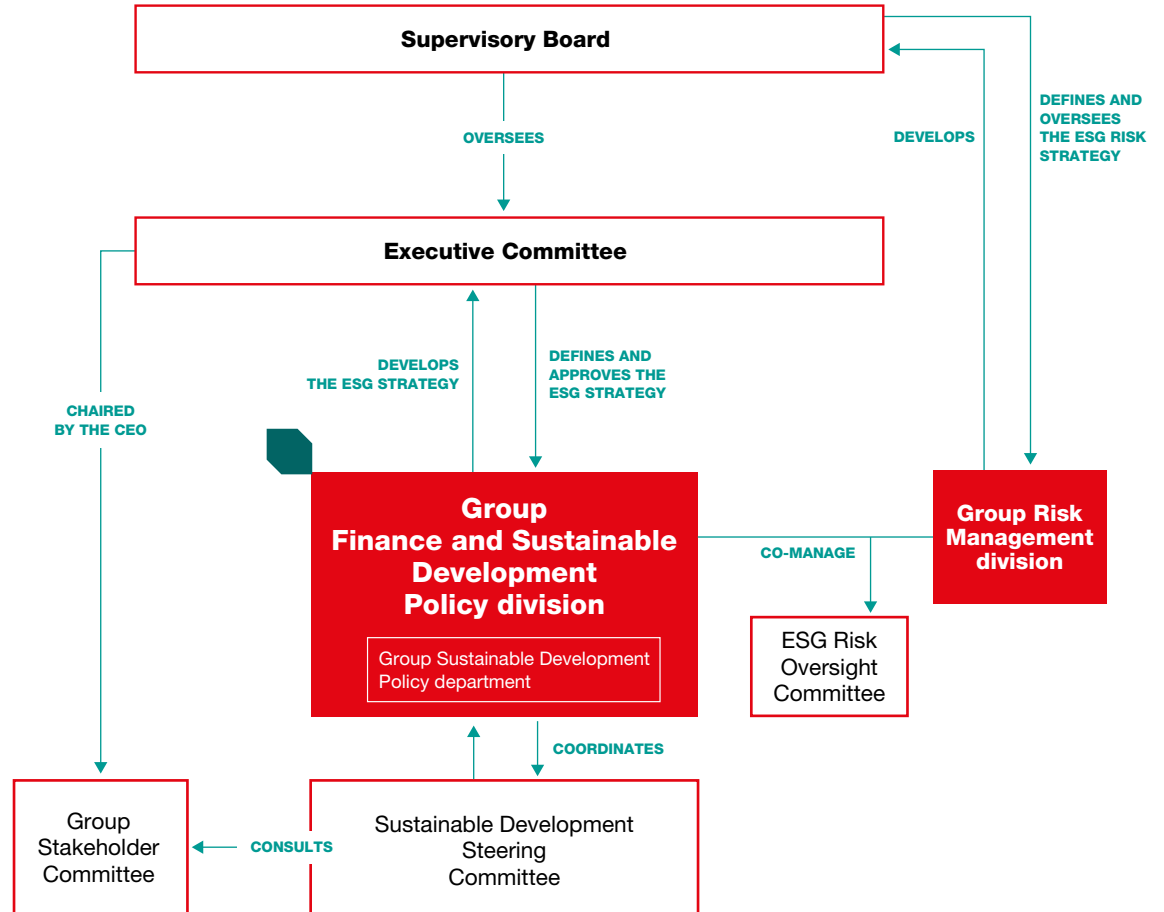 Supervisory Board
OVERSEES
DEVELOPS
DEFINES AND
OVERSEES
THE ESG RISK
STRATEGY
Executive Committee
DEVELOPS
THE ESG STRATEGY
DEFINES AND
APPROVES THE
ESG STRATEGY
CHAIRED
BY THE CEO
Group
Finance and Sustainable
Development
Policy division
Group Sustainable Development
Policy department
CO-MANAGE
Group Risk
Management
division
ESG Risk
Oversight
Committee
COORDINATES
Group
Stakeholder
Committee
CONSULTS
Sustainable Development
Steering
Committee